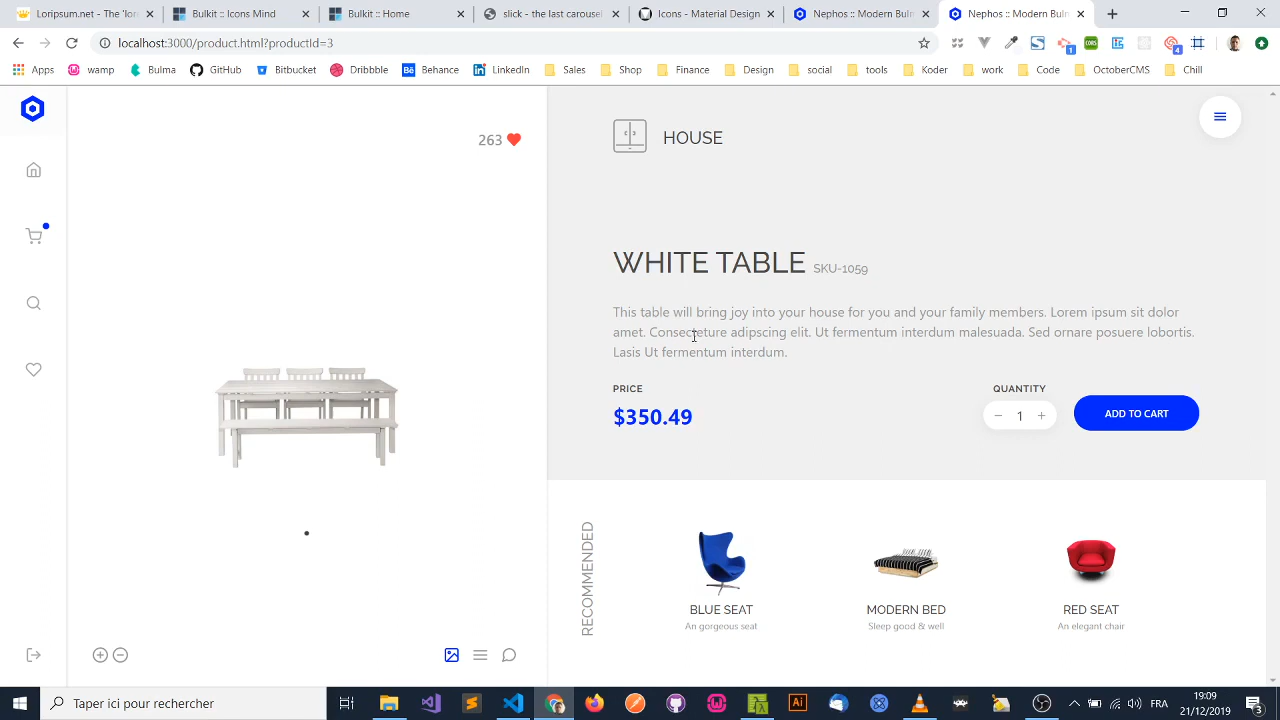 Loripsum.net - The 'lor
Bulkit :: Icon Mind
Bulkit :: Home
slick - the last carousel
Icons - Material Design
Nephos :: Modern Bulm
Nephos :: Modern Bulm
localhost:3000/product.html?productId=3
Apps
wamp
Bulma
GitHub
Bitbucket
Dribbble
Behance
LinkedIn
Sales
Shop
Finance
Design
social
tools
Koder
work
Code
OctoberCMS
Chill
263
HOUSE
WHITE TABLE SKU-1059
This table will bring joy into your house for you and your family members. Lorem ipsum sit dolor
amet. Consecteture adipscing elit. Ut fermentum interdum malesuada. Sed ornare posuere lobortis.
Lasis Ut fermentum interdum.
PRICE
QUANTITY
$350.49
1
ADD TO CART
RECOMMENDED
BLUE SEAT
An gorgeous seat
MODERN BED
Sleep good & well
RED SEAT
An elegant chair
Taper ici pour rechercher
FRA
19:09
21/12/2019
3